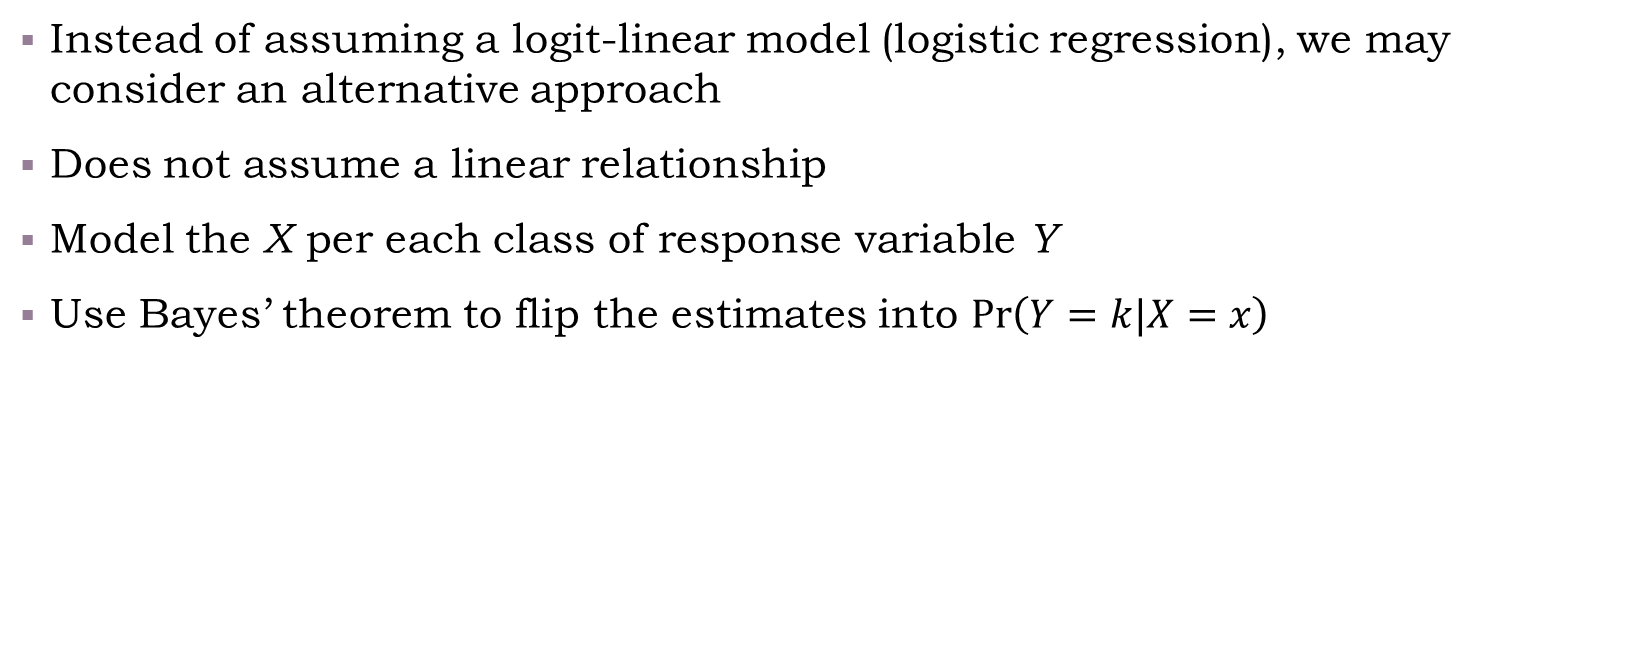 ▪ Instead of assuming a logit-linear model (logistic regression), we may
consider an alternative approach
▪ Does not assume a linear relationship
▪ Model the X per each class of response variable Y
▪ Use Bayes’ theorem to flip the estimates into Pr(Y = k|X = x)